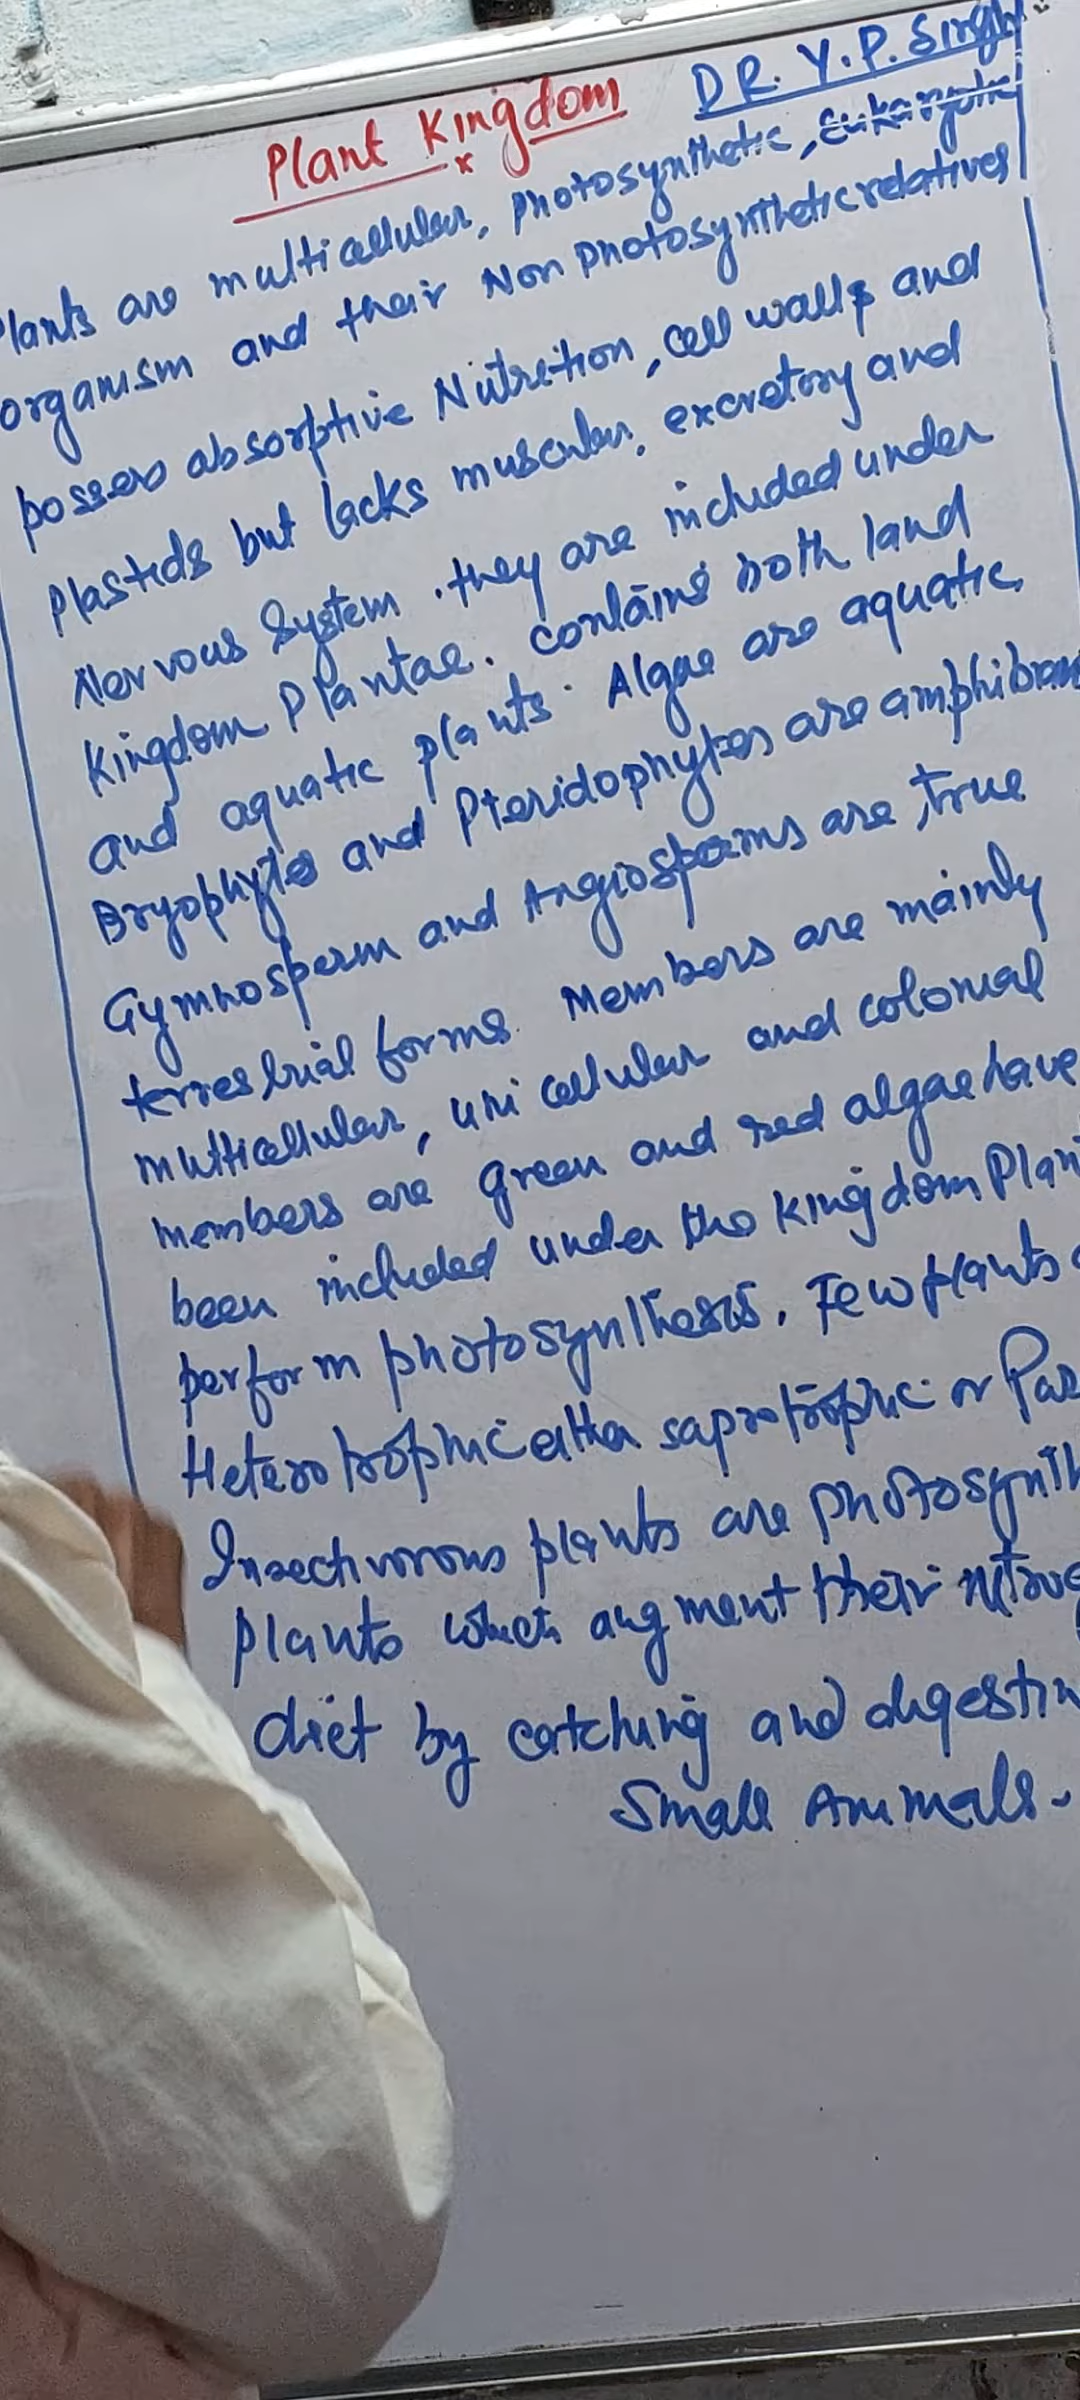 Plant Kingdom DR. Y.P. Singh
Plants are multicellular, photosynthetic, eukaryotic
organism and their Non photosynthetic relatives
possess absorptive Nutrition, cell walls and
Plastids but lacks muscular, excretory and
Nervous System. they are included under
Kingdom Plantae. contains both land
and aquatic plants. Algae are aquatic,
Bryophytes and Pteridophytes are amphibian
Gymnosperm and Angiosperms are true
terrestrial forms. Members are mainly
multicellular, unicellular and colonial
members are green and red algae have
been included under the Kingdom Plan
perform photosynthesis. Few plants
Heterotrophic either saprotrophic or Par
Insectivorous plants are photosynth
plants which augment their nitrog
diet by catching and digestin
Small Animals.